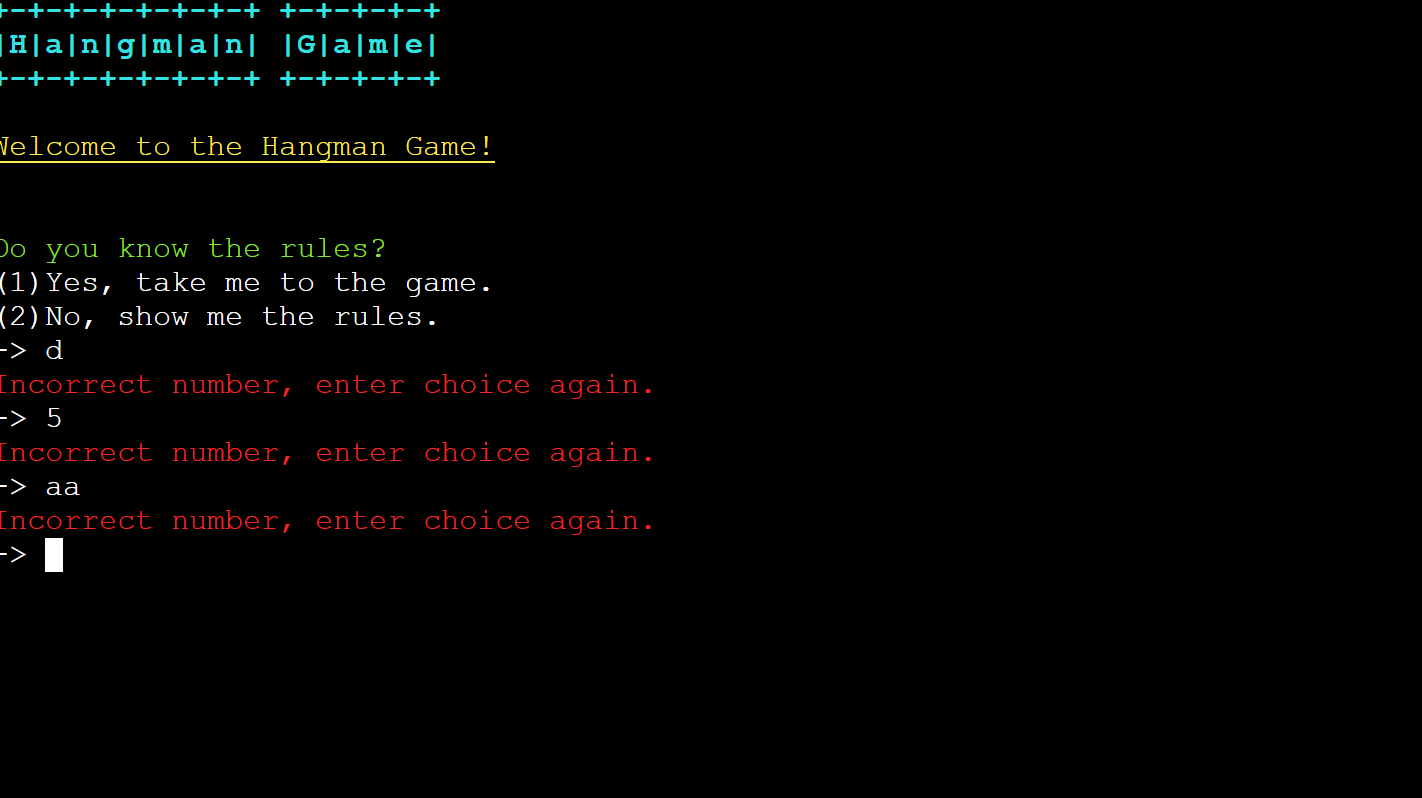 +-+-+-+-+-+-+-+ +-+-+-+-+
|H|a|n|g|m|a|n| |G|a|m|e|
+-+-+-+-+-+-+-+ +-+-+-+-+
Welcome to the Hangman Game!
Do you know the rules?
(1)Yes, take me to the game.
(2)No, show me the rules.
-> d
Incorrect number, enter choice again.
-> 5
Incorrect number, enter choice again.
-> aa
Incorrect number, enter choice again.
->